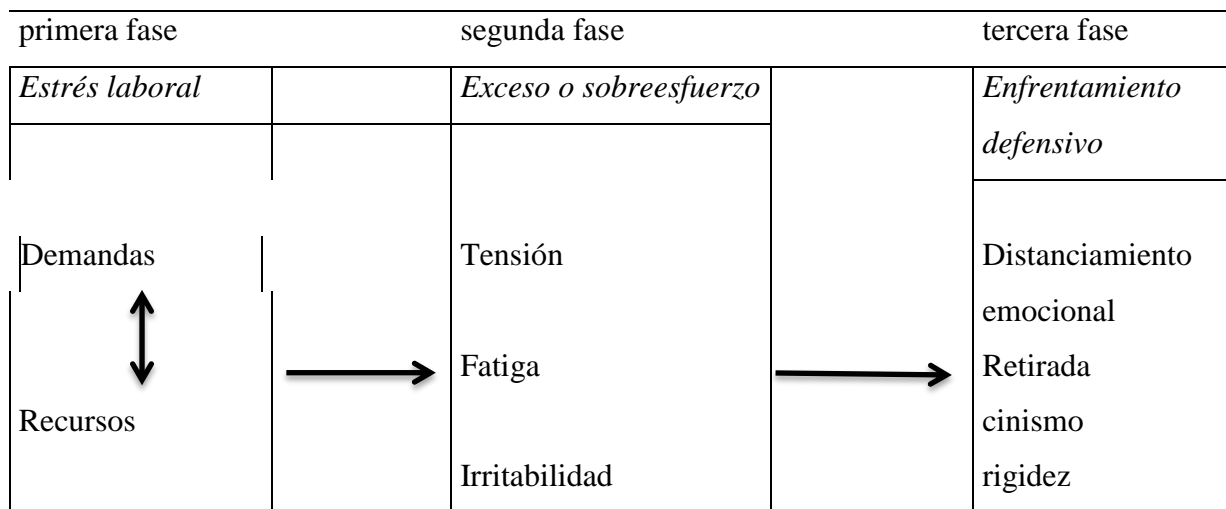 primera fase segunda fase tercera fase
Estrés laboral Exceso o sobreesfuerzo Enfrentamiento
defensivo
Demandas Tensión Distanciamiento
emocional
Fatiga Retirada
Recursos cinismo
Irritabilidad rigidez